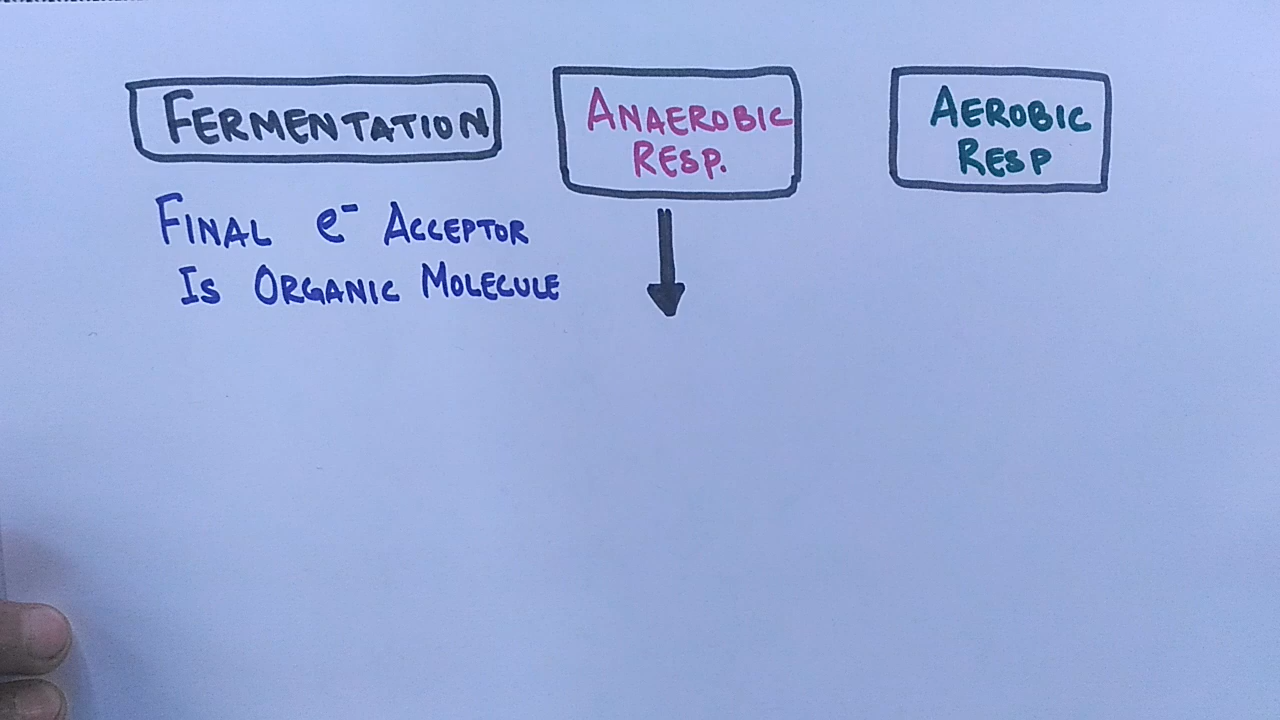 FERMENTATION
FINAL e⁻ ACCEPTOR
IS ORGANIC MOLECULE
ANAEROBIC
RESP.
AEROBIC
RESP